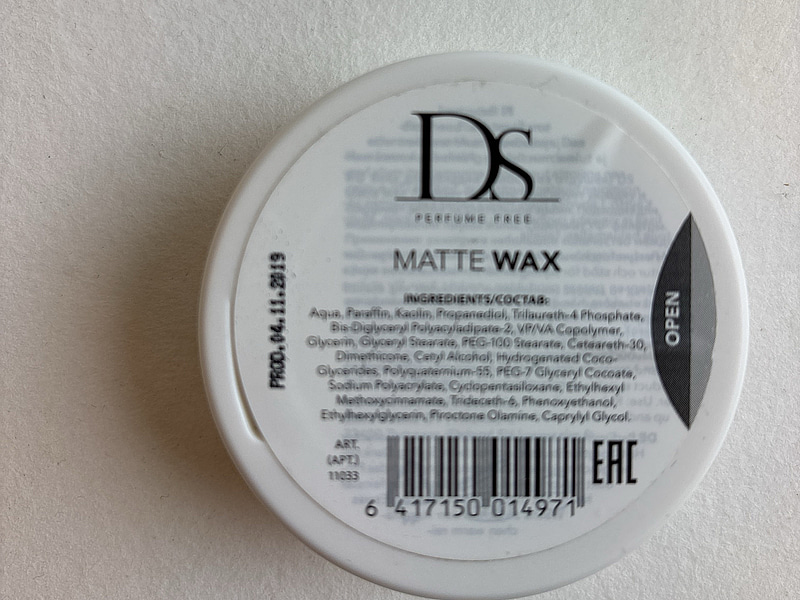 DS
PERFUME FREE
MATTE WAX
INGREDIENTS/СОСТАВ:
Aqua, Paraffin, Kaolin, Propanediol, Trilaureth-4 Phosphate,
Bis-Diglyceryl Polyacyladipate-2, VP/VA Copolymer,
Glycerin, Glyceryl Stearate, PEG-100 Stearate, Ceteareth-30,
Dimethicone, Cetyl Alcohol, Hydrogenated Coco-
Glycerides, Polyquaternium-55, PEG-7 Glyceryl Cocoate,
Sodium Polyacrylate, Cyclopentasiloxane, Ethylhexyl
Methoxycinnamate, Trideceth-6, Phenoxyethanol,
Ethylhexylglycerin, Piroctone Olamine, Caprylyl Glycol.
ART.
(АРТ.)
11033
6 417150 014971
EAC
PROD.04.11.2019
OPEN